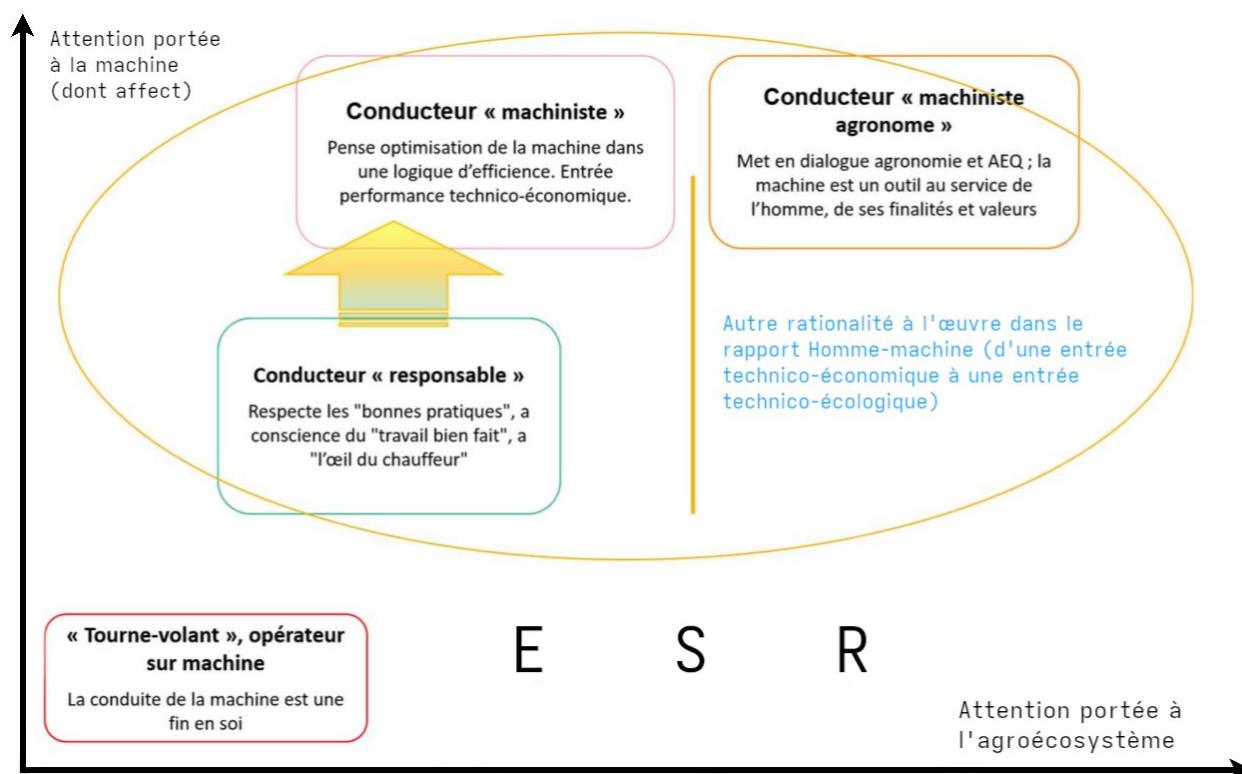 Attention portée
à la machine
(dont affect)
Conducteur « machiniste »
Pense optimisation de la machine dans
une logique d’efficience. Entrée
performance technico-économique.
Conducteur « machiniste
agronome »
Met en dialogue agronomie et AEQ ; la
machine est un outil au service de
l’homme, de ses finalités et valeurs
Conducteur « responsable »
Respecte les "bonnes pratiques", a
conscience du "travail bien fait", a
"l’œil du chauffeur"
Autre rationalité à l'œuvre dans le
rapport Homme-machine (d'une entrée
technico-économique à une entrée
technico-écologique)
« Tourne-volant », opérateur
sur machine
La conduite de la machine est une
fin en soi
E S R
Attention portée à
l'agroécosystème